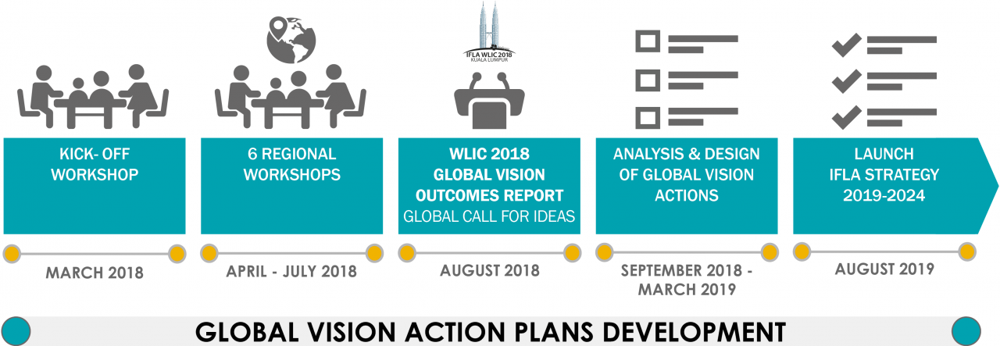 IFLA WLIC 2018
KUALA LUMPUR
KICK- OFF
WORKSHOP
MARCH 2018
6 REGIONAL
WORKSHOPS
APRIL - JULY 2018
WLIC 2018
GLOBAL VISION
OUTCOMES REPORT
GLOBAL CALL FOR IDEAS
AUGUST 2018
ANALYSIS & DESIGN
OF GLOBAL VISION
ACTIONS
SEPTEMBER 2018 -
MARCH 2019
LAUNCH
IFLA STRATEGY
2019-2024
AUGUST 2019
GLOBAL VISION ACTION PLANS DEVELOPMENT